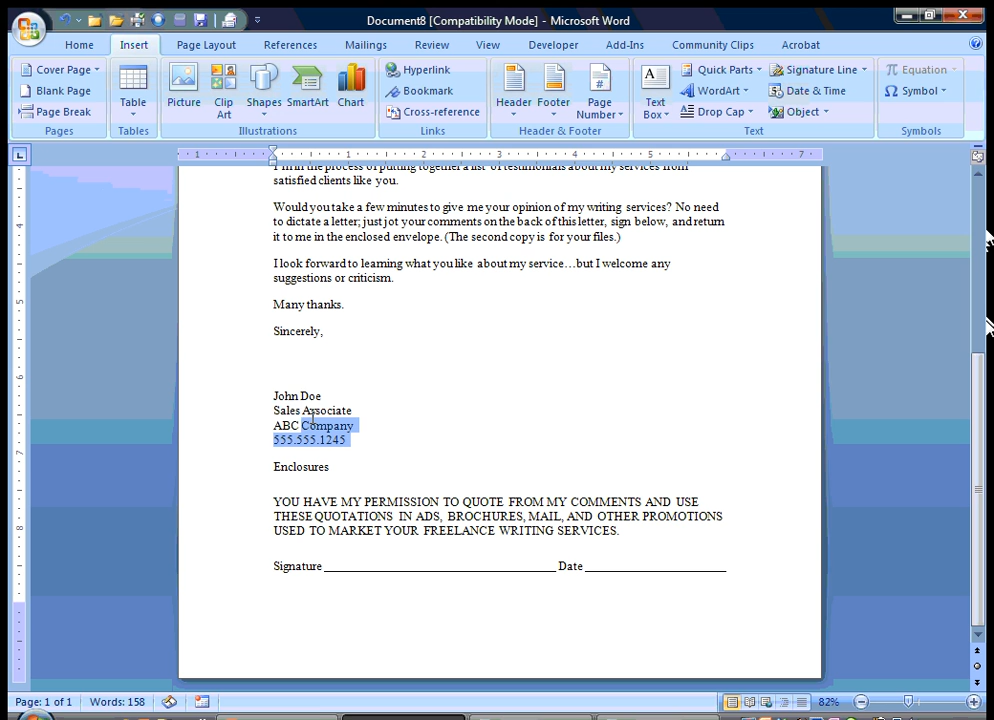 Document8 [Compatibility Mode] - Microsoft Word
Home Insert Page Layout References Mailings Review View Developer Add-Ins Community Clips Acrobat
Cover Page
Blank Page
Page Break
Pages
Table
Tables
Picture
Clip Art
Shapes
SmartArt
Chart
Illustrations
Hyperlink
Bookmark
Cross-reference
Links
Header
Footer
Page Number
Header & Footer
Text Box
Quick Parts
WordArt
Drop Cap
Signature Line
Date & Time
Object
Text
Equation
Symbol
Symbols
satisfied clients like you.
Would you take a few minutes to give me your opinion of my writing services? No need
to dictate a letter; just jot your comments on the back of this letter, sign below, and return
it to me in the enclosed envelope. (The second copy is for your files.)
I look forward to learning what you like about my service…but I welcome any
suggestions or criticism.
Many thanks.
Sincerely,
John Doe
Sales Associate
ABC Company
555.555.1245
Enclosures
YOU HAVE MY PERMISSION TO QUOTE FROM MY COMMENTS AND USE
THESE QUOTATIONS IN ADS, BROCHURES, MAIL, AND OTHER PROMOTIONS
USED TO MARKET YOUR FREELANCE WRITING SERVICES.
Signature Date
Page: 1 of 1 Words: 158 82%